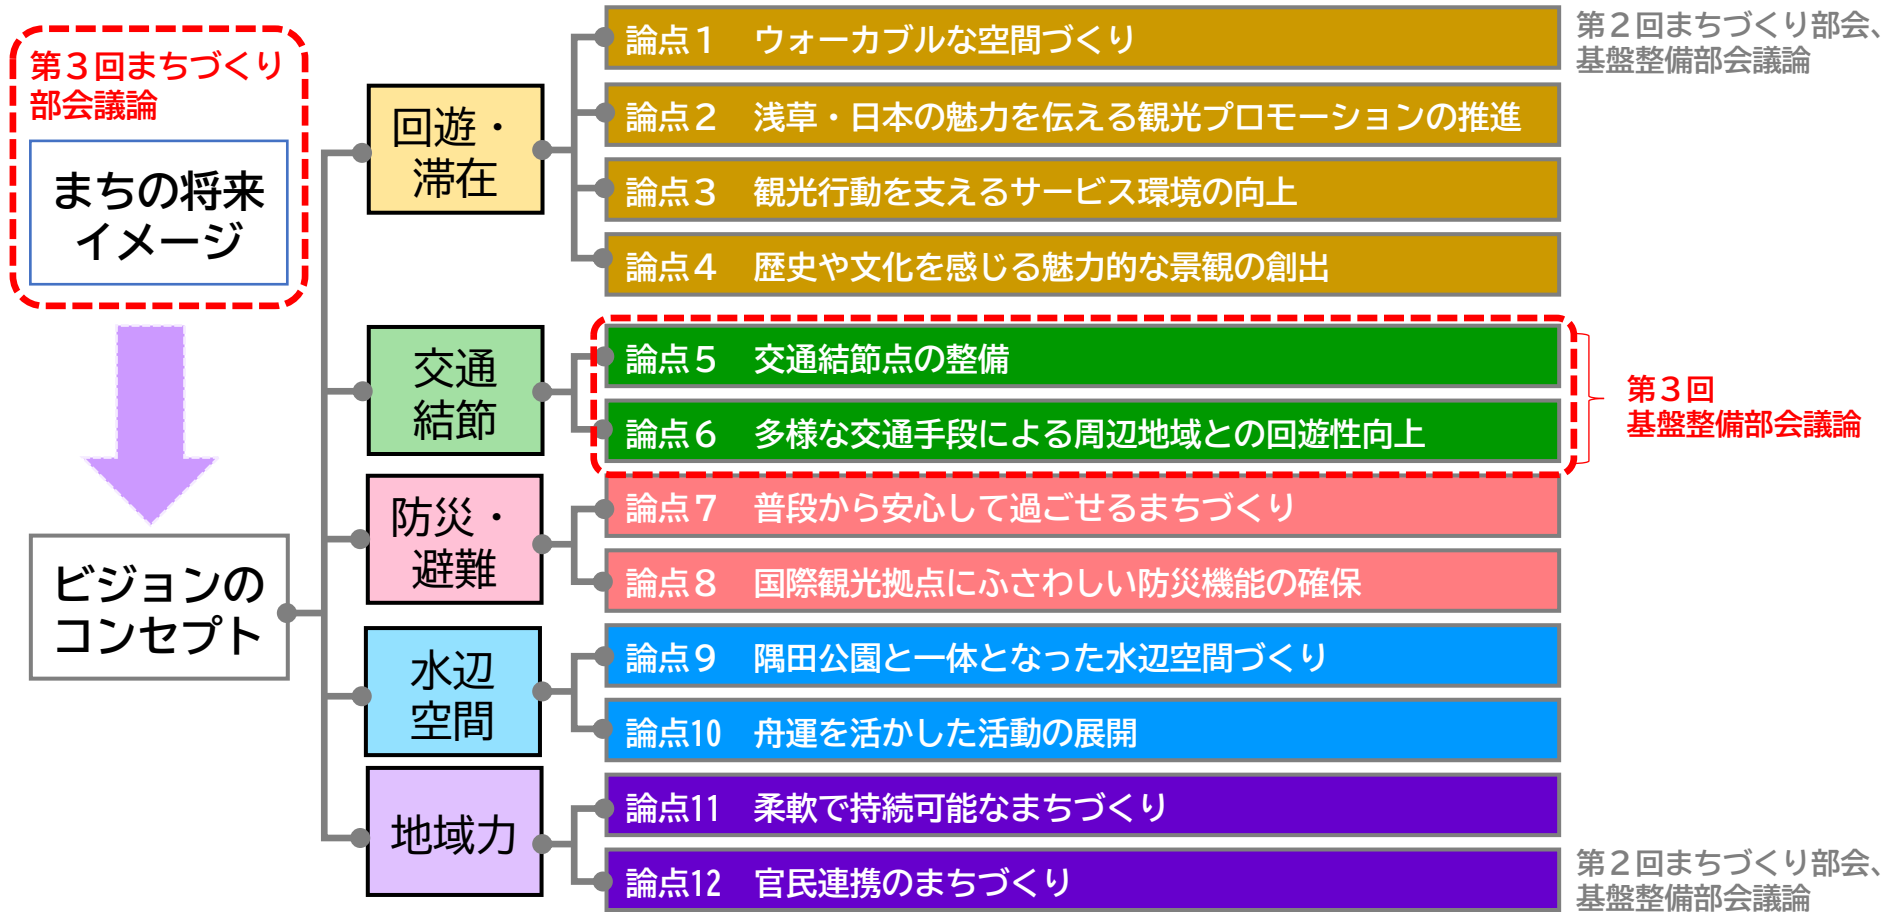 第３回まちづくり
部会議論
まちの将来
イメージ
ビジョンの
コンセプト
回遊・
滞在
論点１　ウォーカブルな空間づくり
論点２　浅草・日本の魅力を伝える観光プロモーションの推進
論点３　観光行動を支えるサービス環境の向上
論点４　歴史や文化を感じる魅力的な景観の創出
第２回まちづくり部会、
基盤整備部会議論
交通
結節
論点５　交通結節点の整備
論点６　多様な交通手段による周辺地域との回遊性向上
第３回
基盤整備部会議論
防災・
避難
論点７　普段から安心して過ごせるまちづくり
論点８　国際観光拠点にふさわしい防災機能の確保
水辺
空間
論点９　隅田公園と一体となった水辺空間づくり
論点10　舟運を活かした活動の展開
地域力
論点11　柔軟で持続可能なまちづくり
論点12　官民連携のまちづくり
第２回まちづくり部会、
基盤整備部会議論